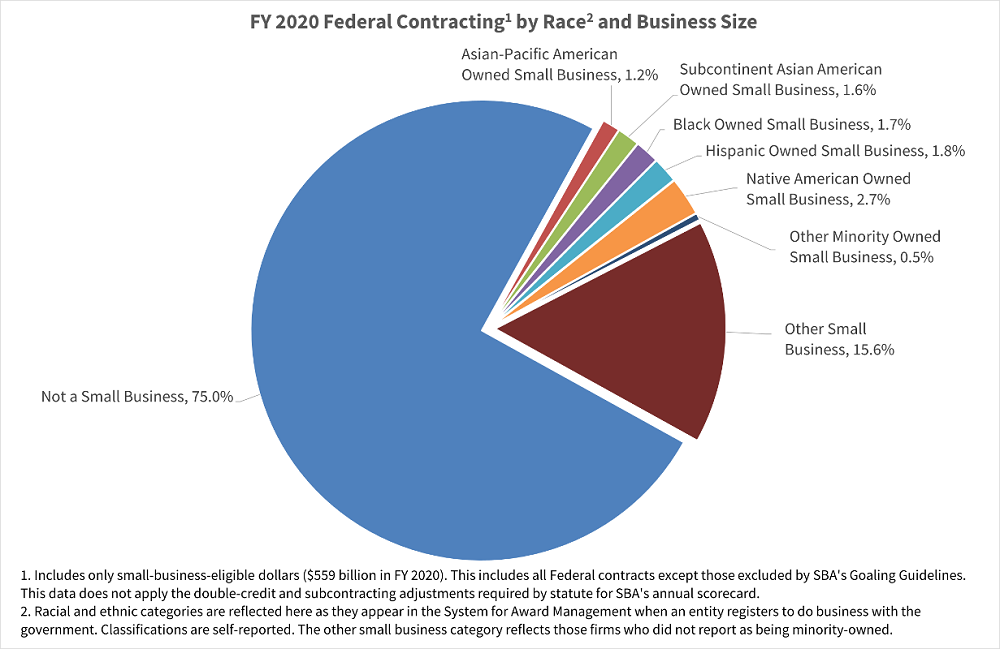 FY 2020 Federal Contracting¹ by Race² and Business Size
Asian-Pacific American
Owned Small Business, 1.2%
Subcontinent Asian American
Owned Small Business, 1.6%
Black Owned Small Business, 1.7%
Hispanic Owned Small Business, 1.8%
Native American Owned
Small Business, 2.7%
Other Minority Owned
Small Business, 0.5%
Other Small
Business, 15.6%
Not a Small Business, 75.0%
1. Includes only small-business-eligible dollars ($559 billion in FY 2020). This includes all Federal contracts except those excluded by SBA's Goaling Guidelines.
This data does not apply the double-credit and subcontracting adjustments required by statute for SBA's annual scorecard.
2. Racial and ethnic categories are reflected here as they appear in the System for Award Management when an entity registers to do business with the
government. Classifications are self-reported. The other small business category reflects those firms who did not report as being minority-owned.